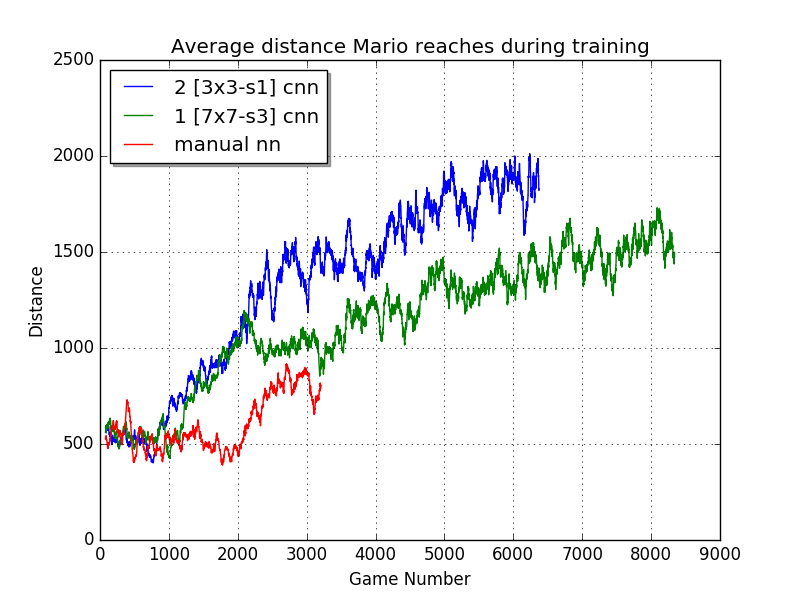 Average distance Mario reaches during training
2500
2000
1500
1000
500
0
Distance
2 [3x3-s1] cnn
1 [7x7-s3] cnn
manual nn
0 1000 2000 3000 4000 5000 6000 7000 8000 9000
Game Number